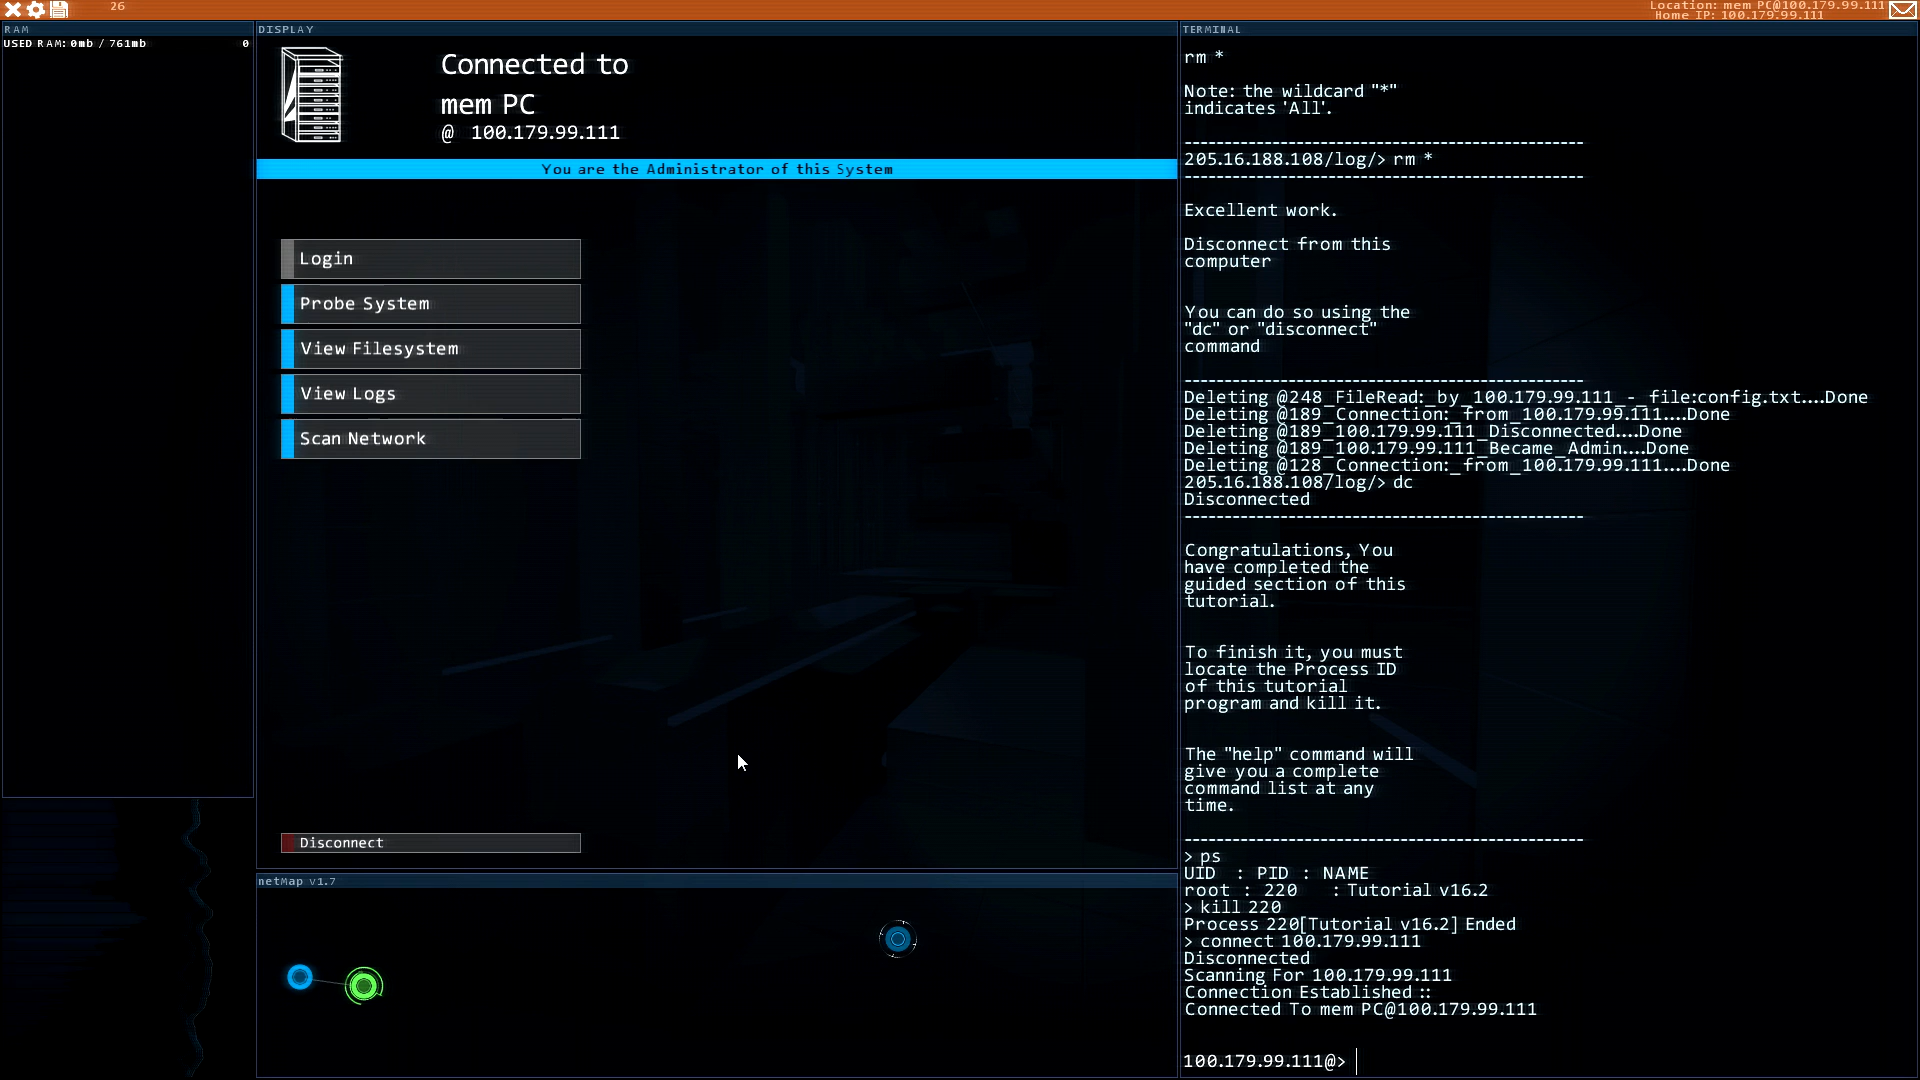 26
Location: mem PC@100.179.99.111
Home IP: 100.179.99.111
RAM
USED RAM: 0mb / 761mb 0
DISPLAY
Connected to
mem PC
@ 100.179.99.111
You are the Administrator of this System
Login
Probe System
View Filesystem
View Logs
Scan Network
Disconnect
netMap v1.7
TERMINAL
rm *
Note: the wildcard "*"
indicates 'All'.
--------------------------------------------------
205.16.188.108/log/> rm *
--------------------------------------------------
Excellent work.
Disconnect from this
computer
You can do so using the
"dc" or "disconnect"
command
--------------------------------------------------
Deleting @248_FileRead:_by_100.179.99.111_-_file:config.txt....Done
Deleting @189_Connection:_from_100.179.99.111....Done
Deleting @189_100.179.99.111_Disconnected....Done
Deleting @189_100.179.99.111_Became_Admin....Done
Deleting @128_Connection:_from_100.179.99.111....Done
205.16.188.108/log/> dc
Disconnected
--------------------------------------------------
Congratulations, You
have completed the
guided section of this
tutorial.
To finish it, you must
locate the Process ID
of this tutorial
program and kill it.
The "help" command will
give you a complete
command list at any
time.
--------------------------------------------------
> ps
UID : PID : NAME
root : 220 : Tutorial v16.2
> kill 220
Process 220[Tutorial v16.2] Ended
> connect 100.179.99.111
Disconnected
Scanning For 100.179.99.111
Connection Established ::
Connected To mem PC@100.179.99.111
100.179.99.111@>